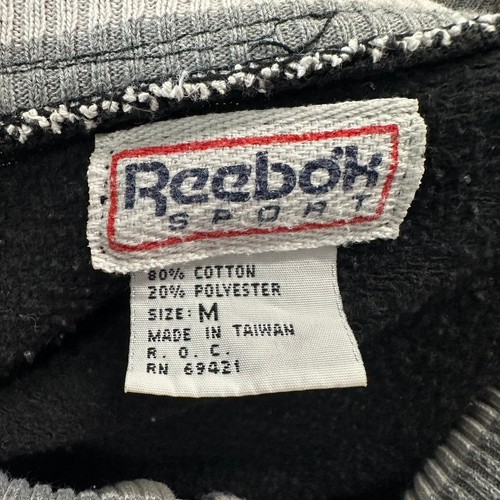 Reebok
SPORT
80% COTTON
20% POLYESTER
SIZE: M
MADE IN TAIWAN
R. O. C.
RN 69421